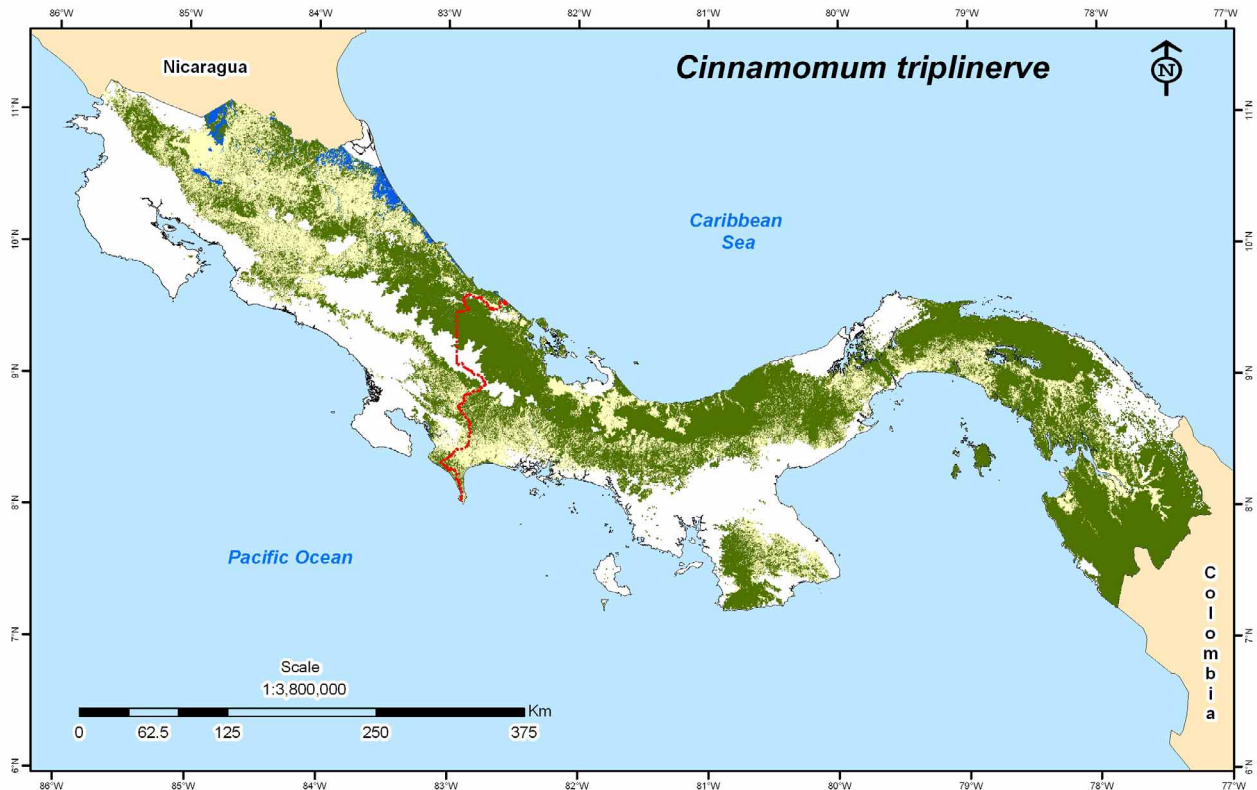 86°W 85°W 84°W 83°W 82°W 81°W 80°W 79°W 78°W 77°W
Nicaragua
Cinnamomum triplinerve
N
11°N 11°N
Caribbean
Sea
10°N 10°N
9°N 9°N
8°N 8°N
Pacific Ocean
Colombia
7°N 7°N
Scale
1:3,800,000
Km
0 62.5 125 250 375
6°N 6°N
86°W 85°W 84°W 83°W 82°W 81°W 80°W 79°W 78°W 77°W